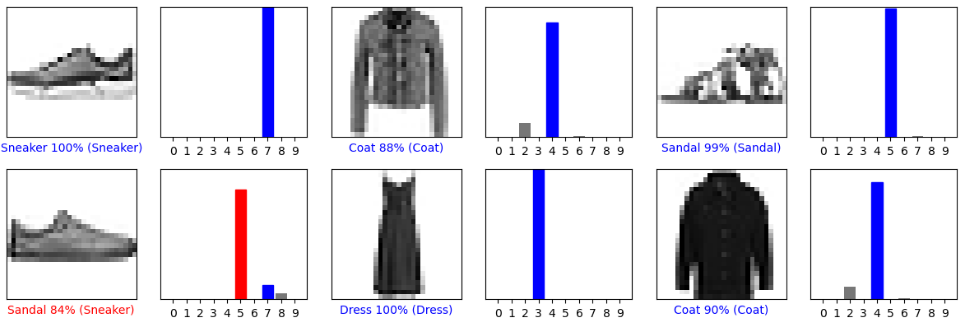 0 1 2 3 4 5 6 7 8 9
0 1 2 3 4 5 6 7 8 9
0 1 2 3 4 5 6 7 8 9
Sneaker 100% (Sneaker)
Coat 88% (Coat)
Sandal 99% (Sandal)
0 1 2 3 4 5 6 7 8 9
0 1 2 3 4 5 6 7 8 9
0 1 2 3 4 5 6 7 8 9
Sandal 84% (Sneaker)
Dress 100% (Dress)
Coat 90% (Coat)